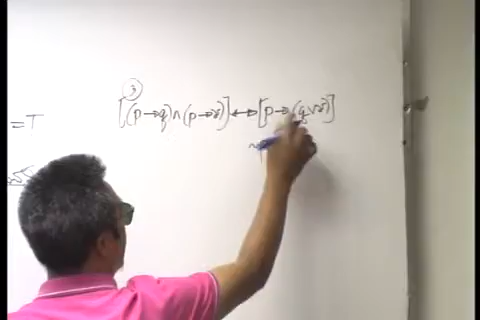 ③
[(p→q)∧(p→r)]↔[p→(q∨r)]
=T
~